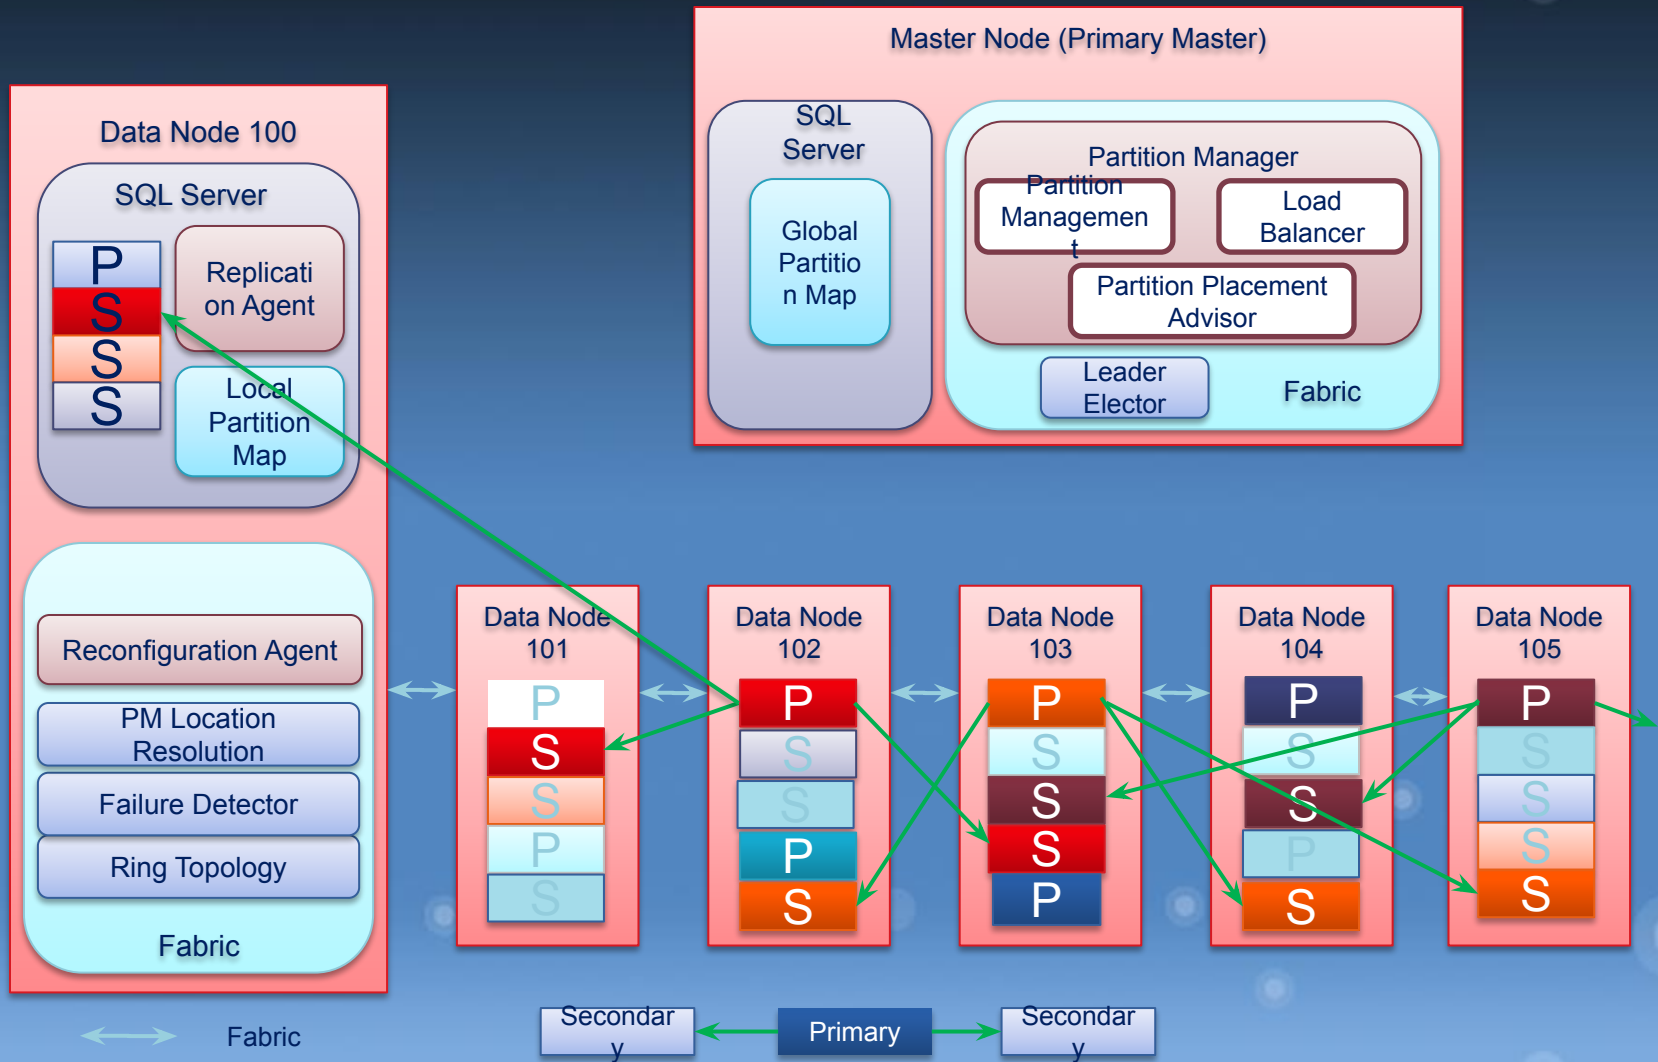 Master Node (Primary Master)
SQL
Server
Global
Partitio
n Map
Partition Manager
Partition
Managemen
t
Load
Balancer
Partition Placement
Advisor
Leader
Elector
Fabric
Data Node 100
SQL Server
P
S
S
S
Replicati
on Agent
Local
Partition
Map
Reconfiguration Agent
PM Location
Resolution
Failure Detector
Ring Topology
Fabric
Data Node
101
P
S
S
P
S
Data Node
102
P
S
S
P
S
Data Node
103
P
S
S
S
P
Data Node
104
P
S
S
P
S
Data Node
105
P
S
S
S
S
Fabric
Secondar
y
Primary
Secondar
y